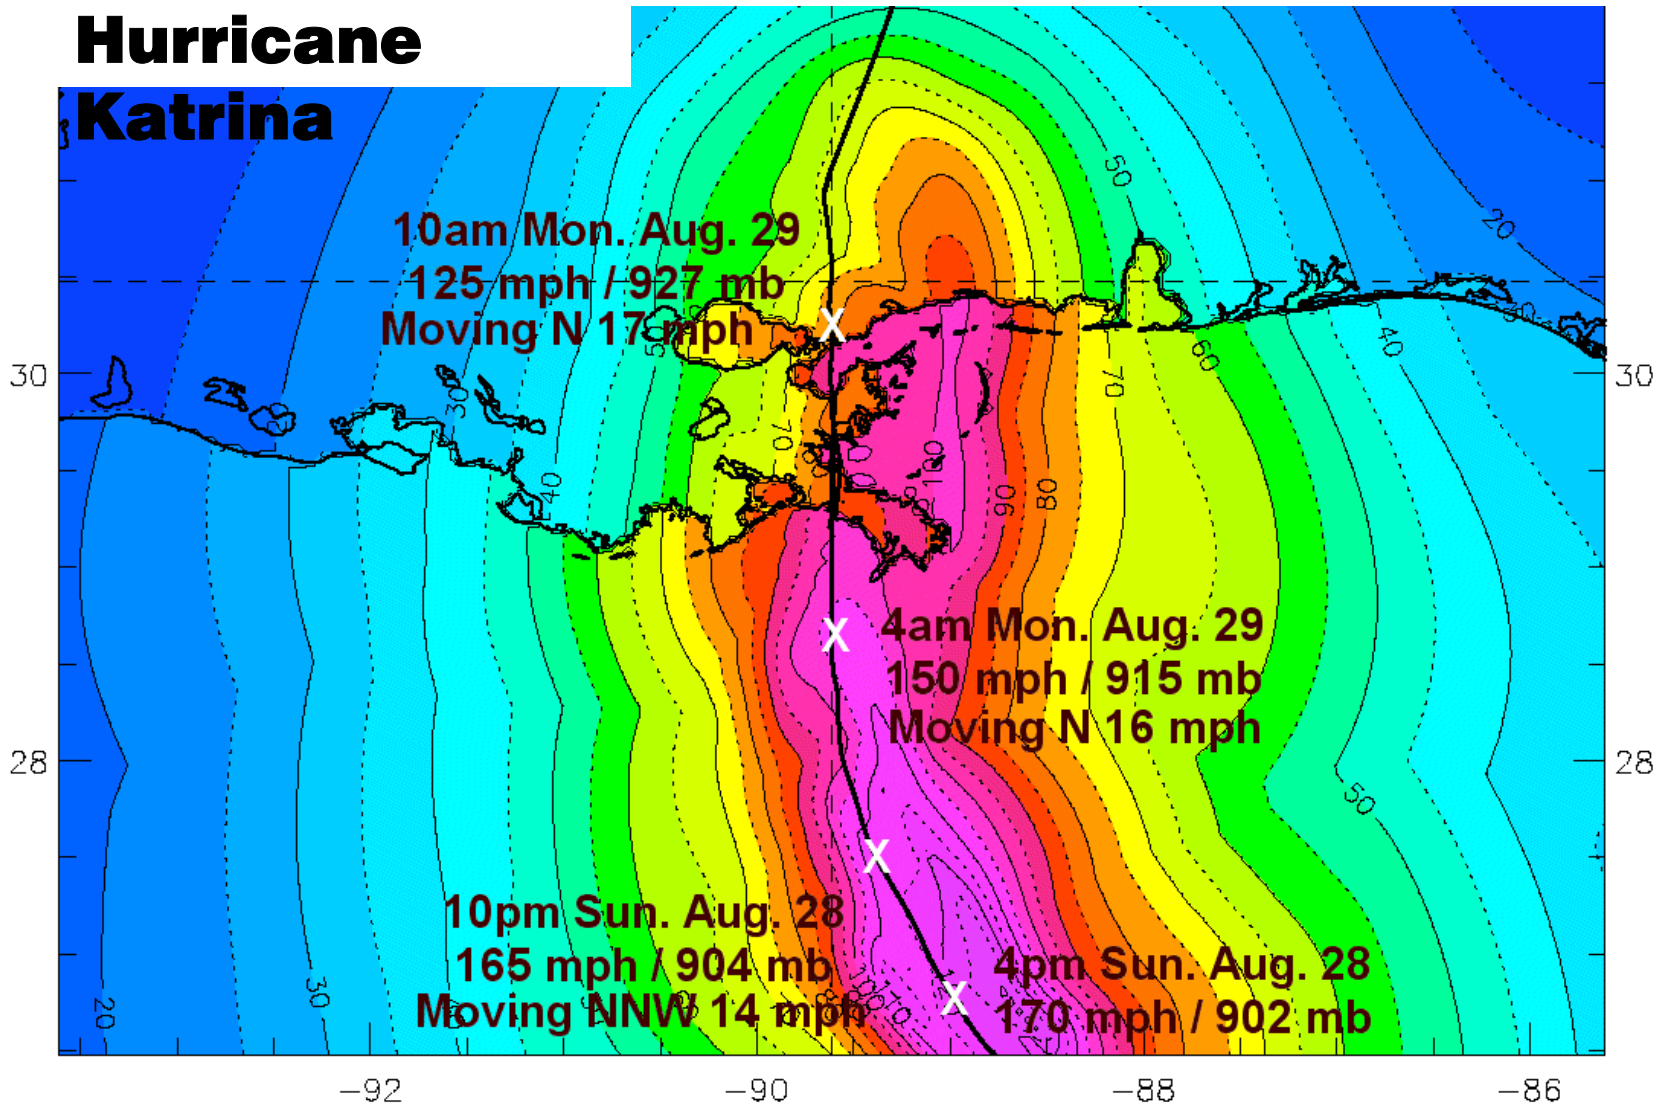 Hurricane
Katrina
10am Mon. Aug. 29
125 mph / 927 mb
Moving N 17 mph
4am Mon. Aug. 29
150 mph / 915 mb
Moving N 16 mph
10pm Sun. Aug. 28
165 mph / 904 mb
Moving NNW 14 mph
4pm Sun. Aug. 28
170 mph / 902 mb
X
X
X
X
50
20
40
60
70
30
40
70
100
90
80
50
20
30
100
30
28
30
28
-92
-90
-88
-86